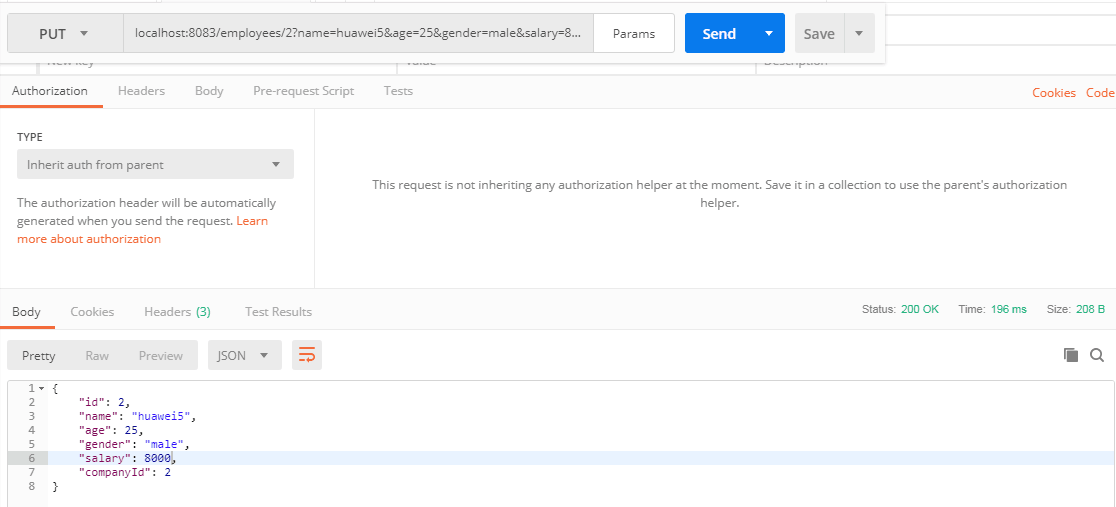 PUT localhost:8083/employees/2?name=huawei5&age=25&gender=male&salary=8... Params Send Save
New key Value Description
Authorization Headers Body Pre-request Script Tests Cookies Code
TYPE
Inherit auth from parent
The authorization header will be automatically
generated when you send the request. Learn
more about authorization
This request is not inheriting any authorization helper at the moment. Save it in a collection to use the parent's authorization
helper.
Body Cookies Headers (3) Test Results Status: 200 OK Time: 196 ms Size: 208 B
Pretty Raw Preview JSON
1 {
2 "id": 2,
3 "name": "huawei5",
4 "age": 25,
5 "gender": "male",
6 "salary": 8000,
7 "companyId": 2
8 }